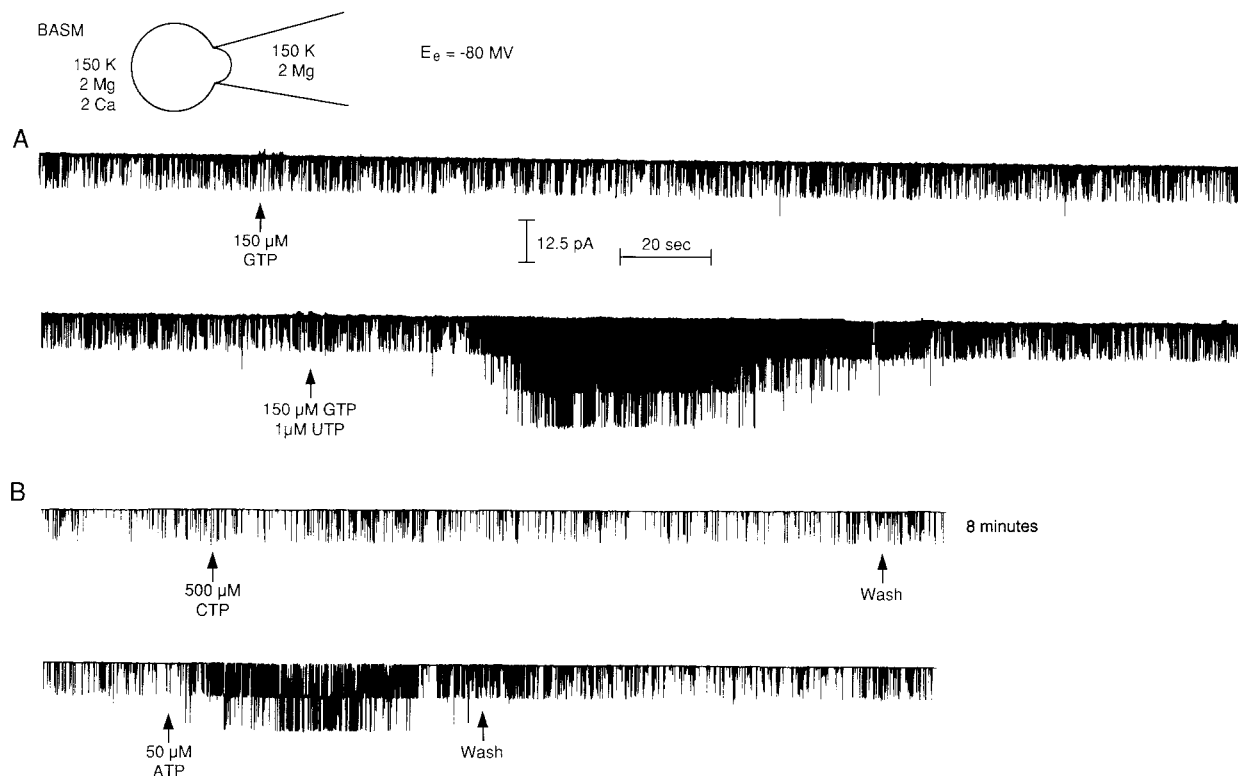 BASM
150 K
2 Mg
2 Ca
150 K
2 Mg
Eₑ = -80 MV
A
150 µM
GTP
12.5 pA
20 sec
150 µM GTP
1µM UTP
B
500 µM
CTP
8 minutes
Wash
50 µM
ATP
Wash